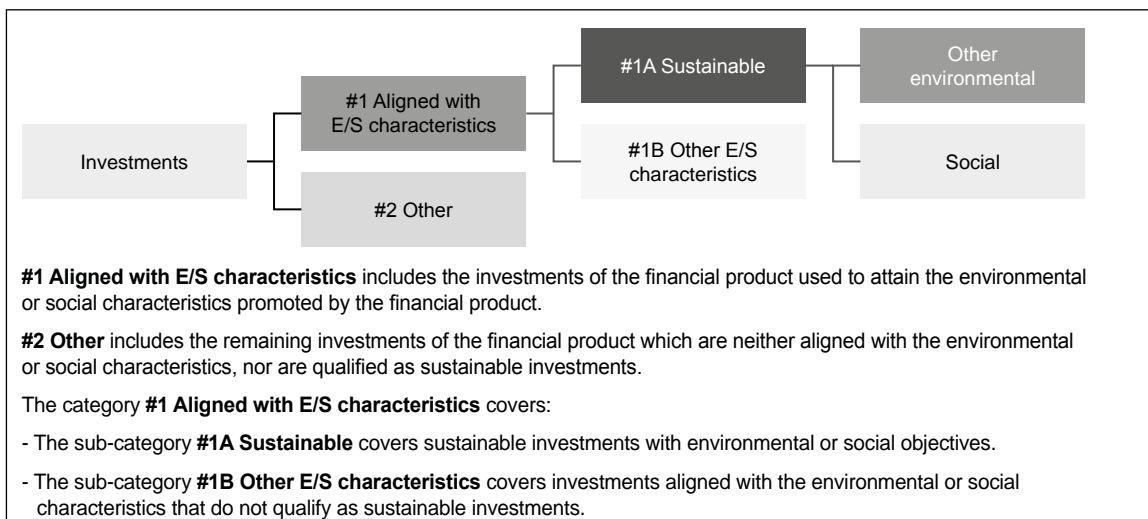 Investments
#1 Aligned with
E/S characteristics
#2 Other
#1A Sustainable
#1B Other E/S
characteristics
Other
environmental
Social
#1 Aligned with E/S characteristics includes the investments of the financial product used to attain the environmental
or social characteristics promoted by the financial product.
#2 Other includes the remaining investments of the financial product which are neither aligned with the environmental
or social characteristics, nor are qualified as sustainable investments.
The category #1 Aligned with E/S characteristics covers:
- The sub-category #1A Sustainable covers sustainable investments with environmental or social objectives.
- The sub-category #1B Other E/S characteristics covers investments aligned with the environmental or social
characteristics that do not qualify as sustainable investments.